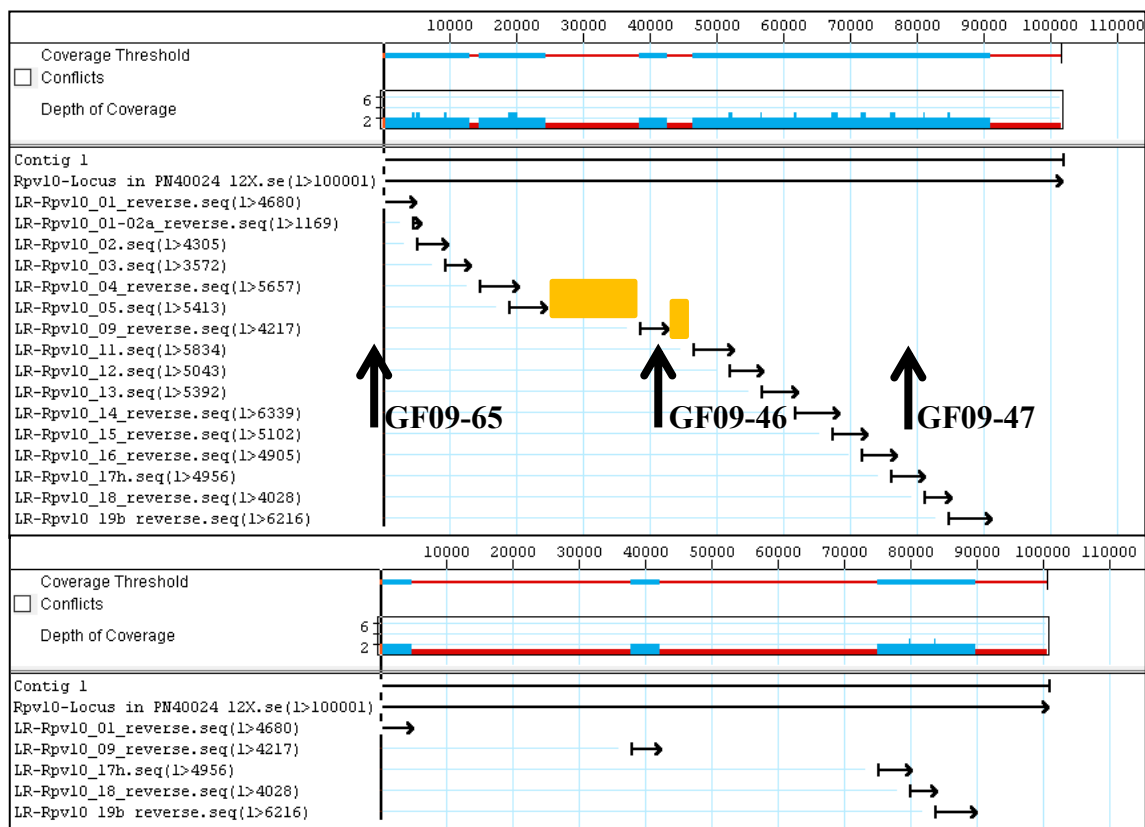 10000 20000 30000 40000 50000 60000 70000 80000 90000 100000 110000
Coverage Threshold
Conflicts
Depth of Coverage
6
2
Contig 1
Rpv10-Locus in PN40024 12X.se(1>100001)
LR-Rpv10_01_reverse.seq(1>4680)
LR-Rpv10_01-02a_reverse.seq(1>1169)
LR-Rpv10_02.seq(1>4305)
LR-Rpv10_03.seq(1>3572)
LR-Rpv10_04_reverse.seq(1>5657)
LR-Rpv10_05.seq(1>5413)
LR-Rpv10_09_reverse.seq(1>4217)
LR-Rpv10_11.seq(1>5834)
LR-Rpv10_12.seq(1>5043)
LR-Rpv10_13.seq(1>5392)
LR-Rpv10_14_reverse.seq(1>6339)
GF09-65 GF09-46 GF09-47
LR-Rpv10_15_reverse.seq(1>5102)
LR-Rpv10_16_reverse.seq(1>4905)
LR-Rpv10_17h.seq(1>4956)
LR-Rpv10_18_reverse.seq(1>4028)
LR-Rpv10 19b reverse.seq(1>6216)
10000 20000 30000 40000 50000 60000 70000 80000 90000 100000 110000
Coverage Threshold
Conflicts
Depth of Coverage
6
2
Contig 1
Rpv10-Locus in PN40024 12X.se(1>100001)
LR-Rpv10_01_reverse.seq(1>4680)
LR-Rpv10_09_reverse.seq(1>4217)
LR-Rpv10_17h.seq(1>4956)
LR-Rpv10_18_reverse.seq(1>4028)
LR-Rpv10 19b reverse.seq(1>6216)